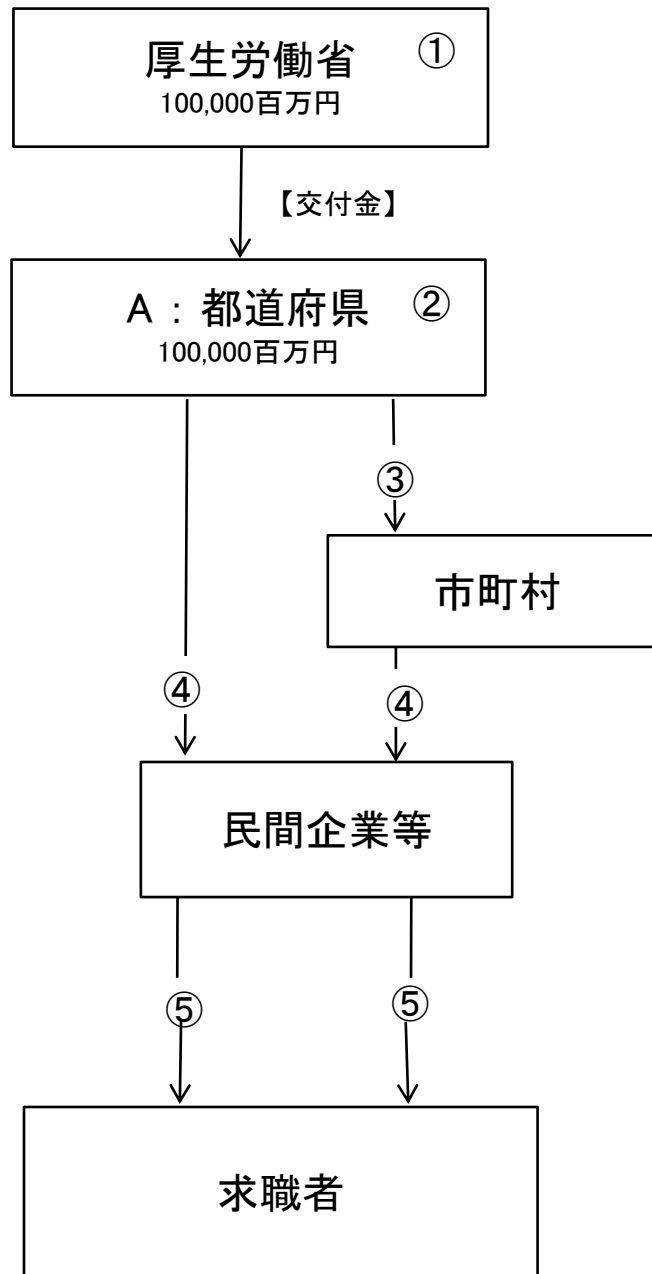 厚生労働省 ①
100,000百万円
【交付金】
A:都道府県 ②
100,000百万円
③
市町村
④ ④
民間企業等
⑤ ⑤
求職者